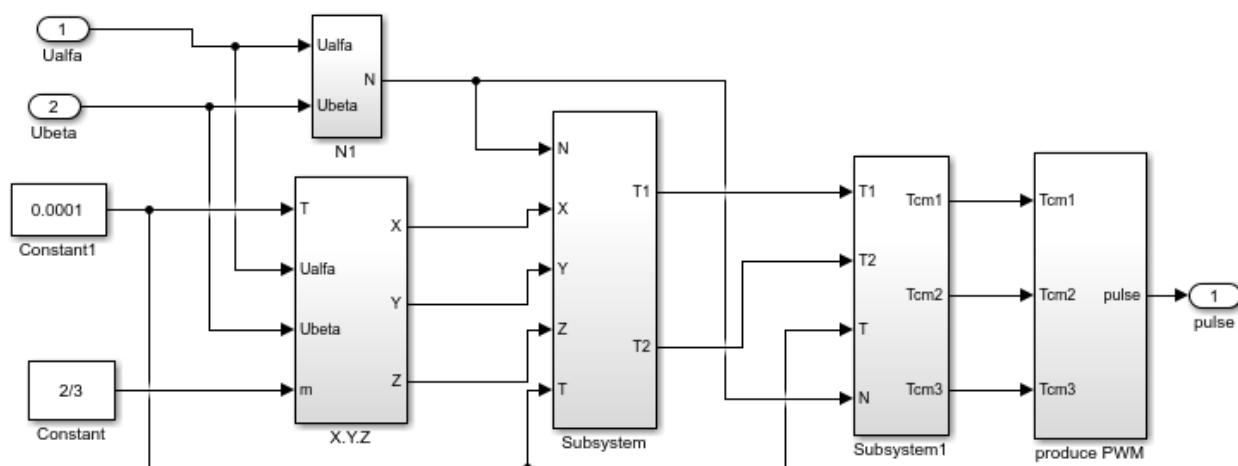 1
Ualfa
2
Ubeta
Ualfa
Ubeta
N
N1
0.0001
Constant1
2/3
Constant
T
Ualfa
Ubeta
m
X
Y
Z
X.Y.Z
N
X
Y
Z
T
T1
T2
Subsystem
T1
T2
T
N
Tcm1
Tcm2
Tcm3
Subsystem1
Tcm1
Tcm2
Tcm3
pulse
produce PWM
1
pulse